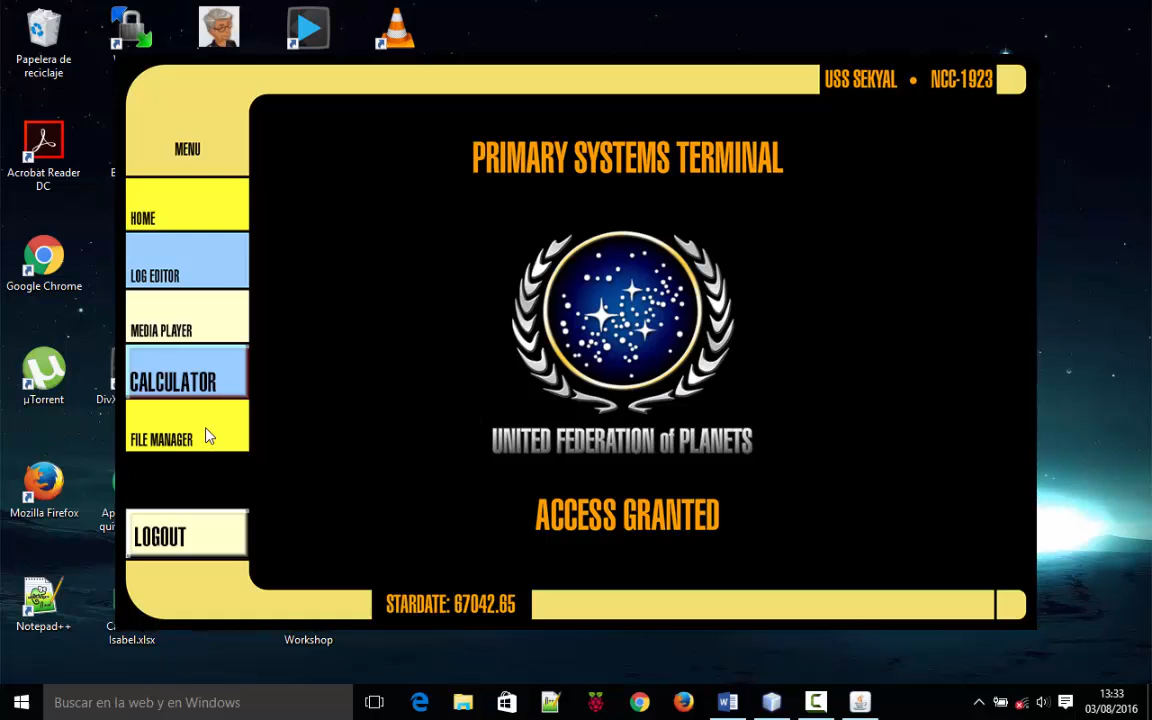 Papelera de
reciclaje
Acrobat Reader
DC
Google Chrome
µTorrent
Mozilla Firefox
Notepad++
Isabel.xlsx
Workshop
USS SEKYAL • NCC-1923
MENU
HOME
LOG EDITOR
MEDIA PLAYER
CALCULATOR
FILE MANAGER
LOGOUT
PRIMARY SYSTEMS TERMINAL
UNITED FEDERATION of PLANETS
ACCESS GRANTED
STARDATE: 67042.65
Buscar en la web y en Windows
13:33
03/08/2016